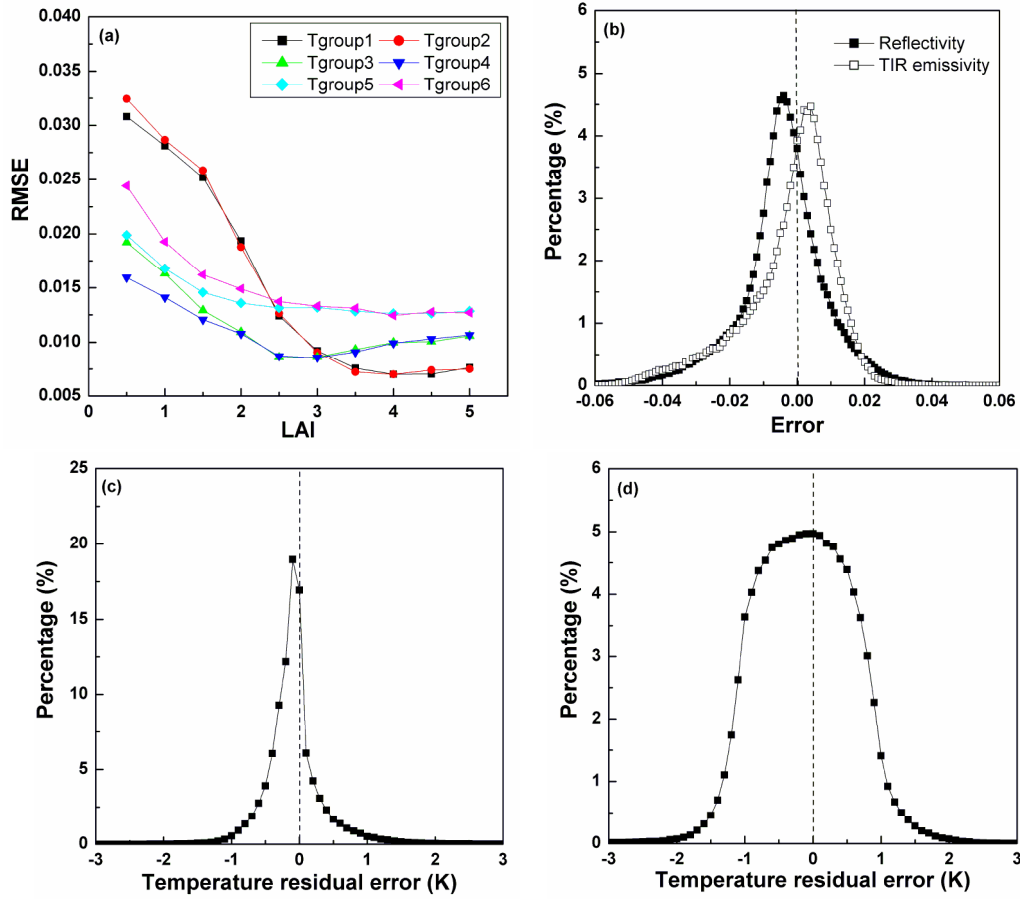 (a)
Tgroup1 Tgroup2
Tgroup3 Tgroup4
Tgroup5 Tgroup6
0.040
0.035
0.030
0.025
0.020
0.015
0.010
0.005
RMSE
0 1 2 3 4 5
LAI
(b)
Reflectivity
TIR emissivity
6
5
4
3
2
1
0
Percentage (%)
-0.06 -0.04 -0.02 0.00 0.02 0.04 0.06
Error
(c)
25
20
15
10
5
0
Percentage (%)
-3 -2 -1 0 1 2 3
Temperature residual error (K)
(d)
6
5
4
3
2
1
0
Percentage (%)
-3 -2 -1 0 1 2 3
Temperature residual error (K)